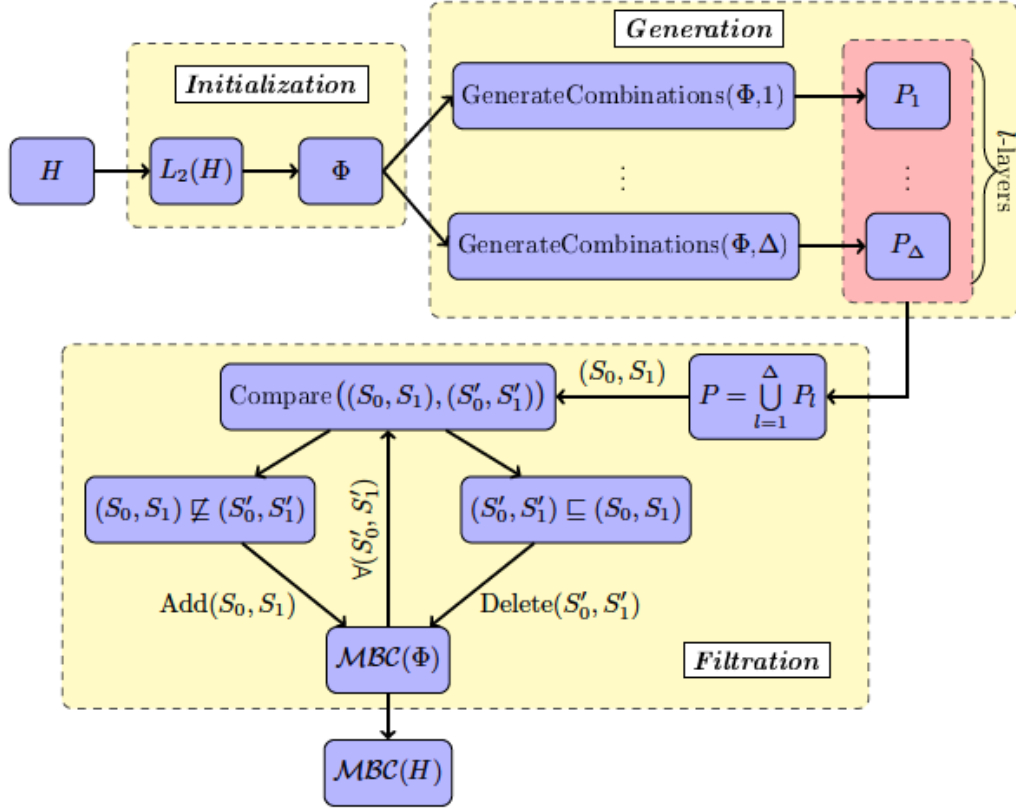 Generation
Initialization
GenerateCombinations(Φ,1)
P₁
H
L₂(H)
Φ
⋮
⋮
l-layers
GenerateCombinations(Φ,Δ)
P_Δ
Compare((S₀, S₁), (S′₀, S′₁))
(S₀, S₁)
P = ⋃_{l=1}^{Δ} P_l
(S₀, S₁) ⋢ (S′₀, S′₁)
∀(S′₀, S′₁)
(S′₀, S′₁) ⊑ (S₀, S₁)
Add(S₀, S₁)
Delete(S′₀, S′₁)
𝓜𝓑𝓒(Φ)
Filtration
𝓜𝓑𝓒(H)